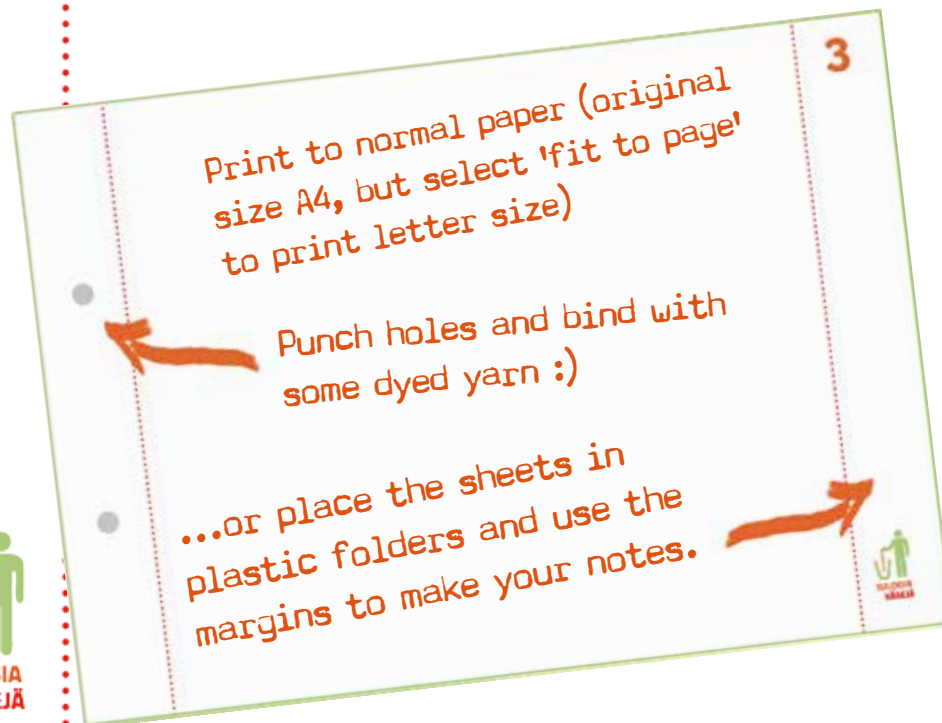 3
Print to normal paper (original
size A4, but select 'fit to page'
to print letter size)
Punch holes and bind with
some dyed yarn :)
...or place the sheets in
plastic folders and use the
margins to make your notes.